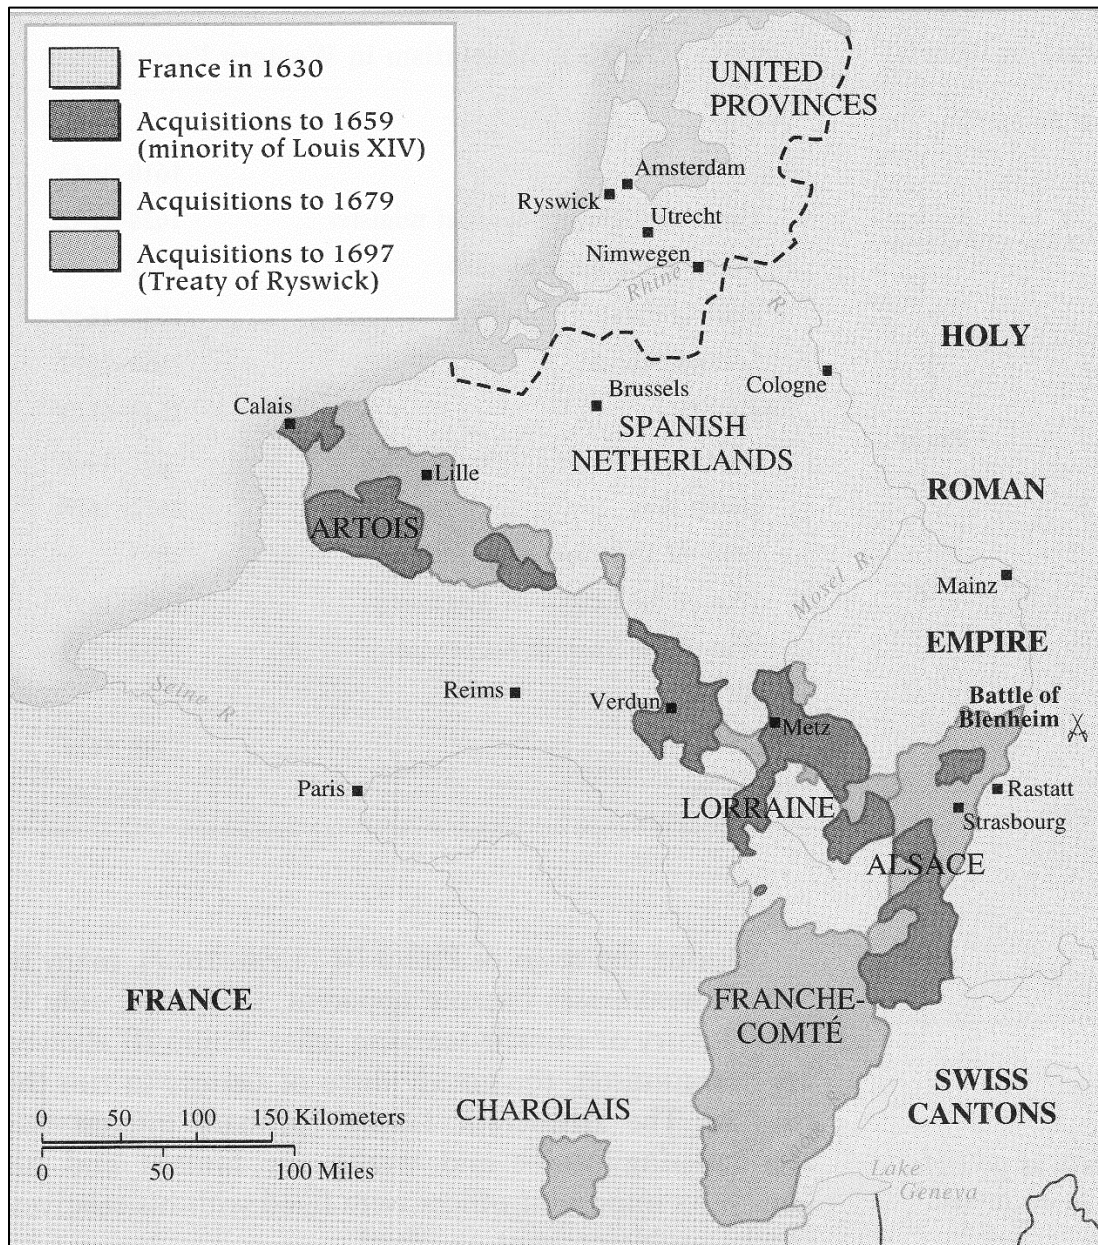 France in 1630
Acquisitions to 1659
(minority of Louis XIV)
Acquisitions to 1679
Acquisitions to 1697
(Treaty of Ryswick)
UNITED
PROVINCES
Amsterdam
Ryswick
Utrecht
Nimwegen
Rhine
R.
HOLY
Cologne
Brussels
Calais
SPANISH
NETHERLANDS
Lille
ROMAN
ARTOIS
Mosel R.
Mainz
EMPIRE
Seine R.
Reims
Verdun
Metz
Battle of
Blenheim
Paris
LORRAINE
Rastatt
Strasbourg
ALSACE
FRANCE
FRANCHE-
COMTÉ
SWISS
CANTONS
CHAROLAIS
0 50 100 150 Kilometers
0 50 100 Miles
Lake
Geneva